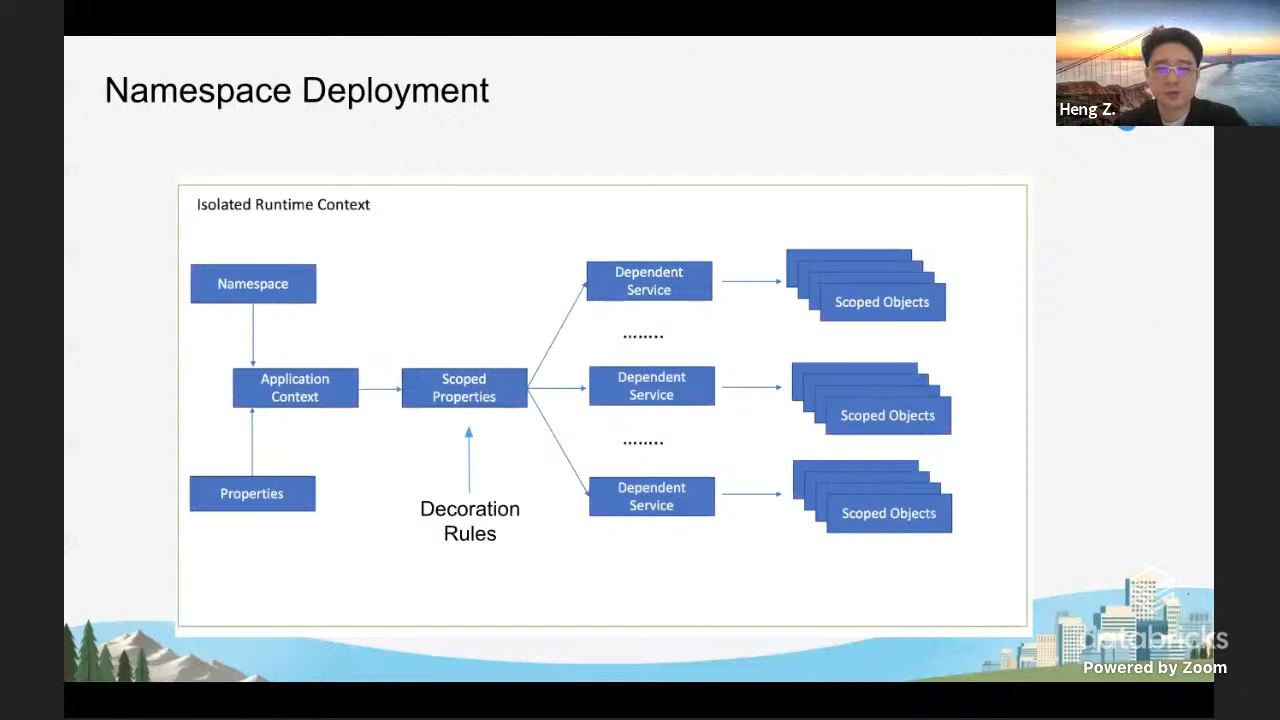 Namespace Deployment
Heng Z.
Isolated Runtime Context
Namespace
Dependent
Service
Scoped Objects
........
Application
Context
Scoped
Properties
Dependent
Service
Scoped Objects
........
Properties
Decoration
Rules
Dependent
Service
Scoped Objects
databricks
Powered by Zoom